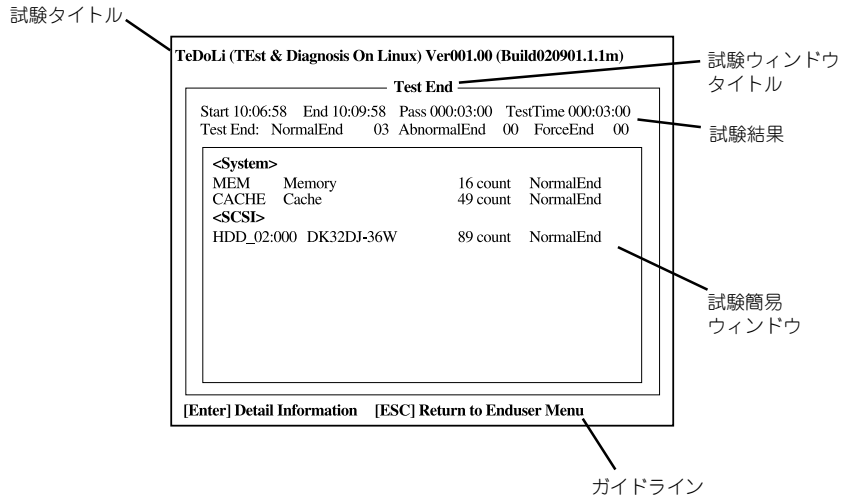 試験タイトル
TeDoLi (TEst & Diagnosis On Linux) Ver001.00 (Build020901.1.1m)
試験ウィンドウ
タイトル
Test End
Start 10:06:58 End 10:09:58 Pass 000:03:00 TestTime 000:03:00
Test End: NormalEnd 03 AbnormalEnd 00 ForceEnd 00
試験結果
<System>
MEM Memory 16 count NormalEnd
CACHE Cache 49 count NormalEnd
<SCSI>
HDD_02:000 DK32DJ-36W 89 count NormalEnd
試験簡易
ウィンドウ
[Enter] Detail Information [ESC] Return to Enduser Menu
ガイドライン